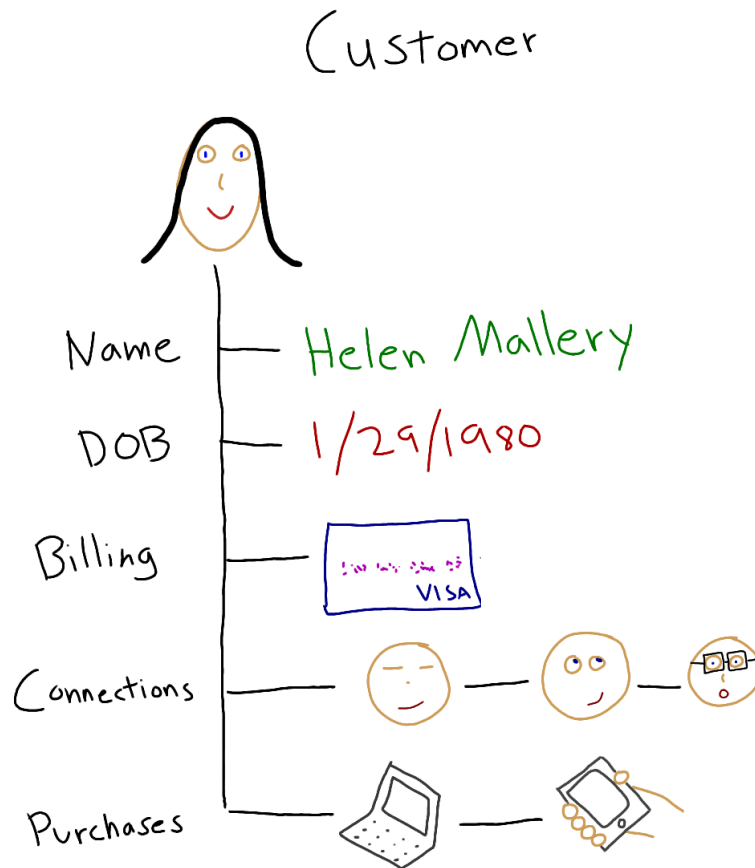 Customer
Name Helen Mallery
DOB 1/29/1980
Billing
VISA
Connections
Purchases